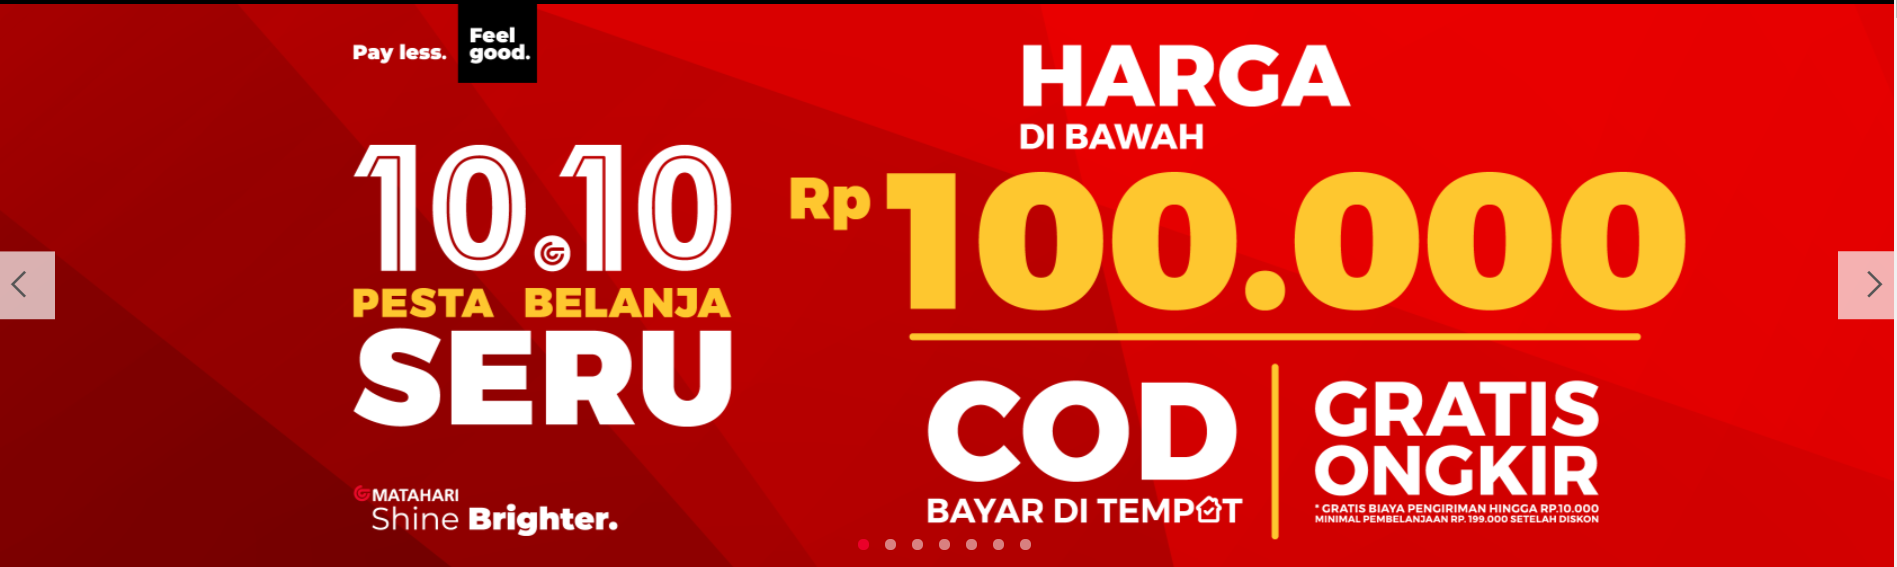 Pay less.
Feel
good.
10.10
PESTA BELANJA
SERU
MATAHARI
Shine Brighter.
HARGA
DI BAWAH
Rp 100.000
COD
BAYAR DI TEMPAT
GRATIS
ONGKIR
* GRATIS BIAYA PENGIRIMAN HINGGA RP.10.000
MINIMAL PEMBELANJAAN RP. 199.000 SETELAH DISKON